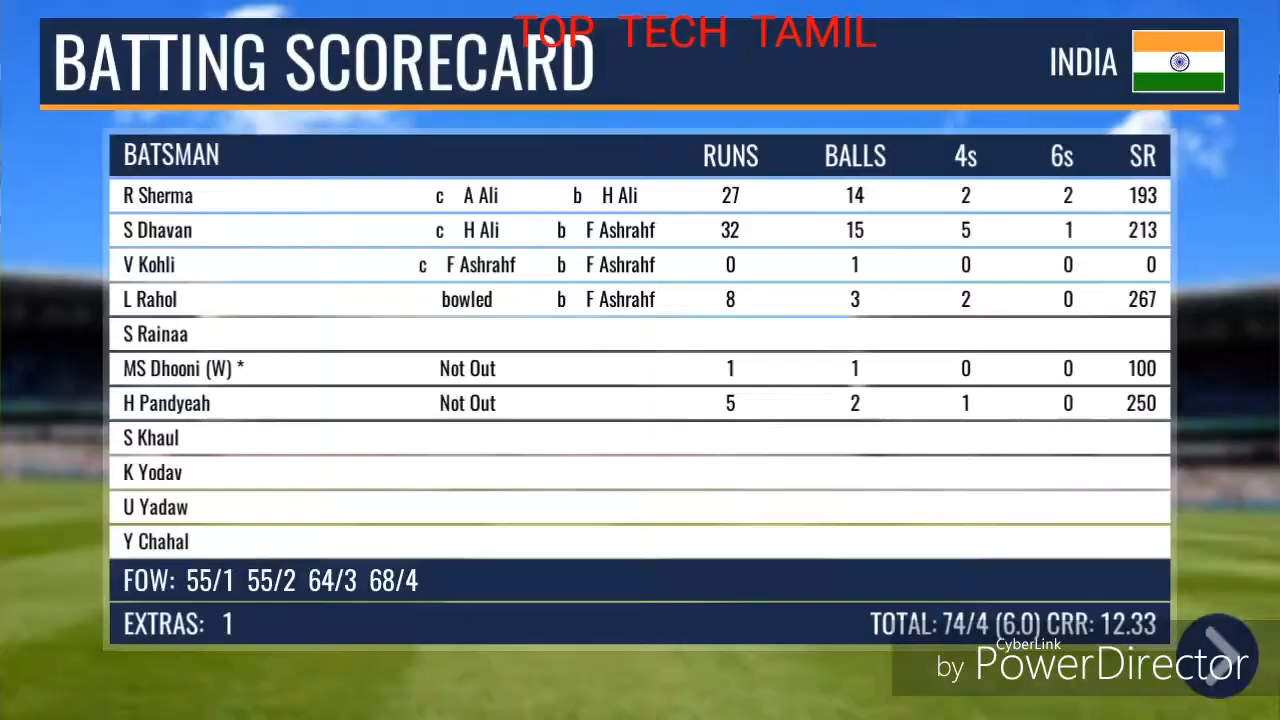 TOP TECH TAMIL
BATTING SCORECARD INDIA
BATSMAN RUNS BALLS 4s 6s SR
R Sherma c A Ali b H Ali 27 14 2 2 193
S Dhavan c H Ali b F Ashrahf 32 15 5 1 213
V Kohli c F Ashrahf b F Ashrahf 0 1 0 0 0
L Rahol bowled b F Ashrahf 8 3 2 0 267
S Rainaa
MS Dhooni (W) * Not Out 1 1 0 0 100
H Pandyeah Not Out 5 2 1 0 250
S Khaul
K Yodav
U Yadaw
Y Chahal
FOW: 55/1 55/2 64/3 68/4
EXTRAS: 1 TOTAL: 74/4 (6.0) CRR: 12.33
CyberLink
by PowerDirector